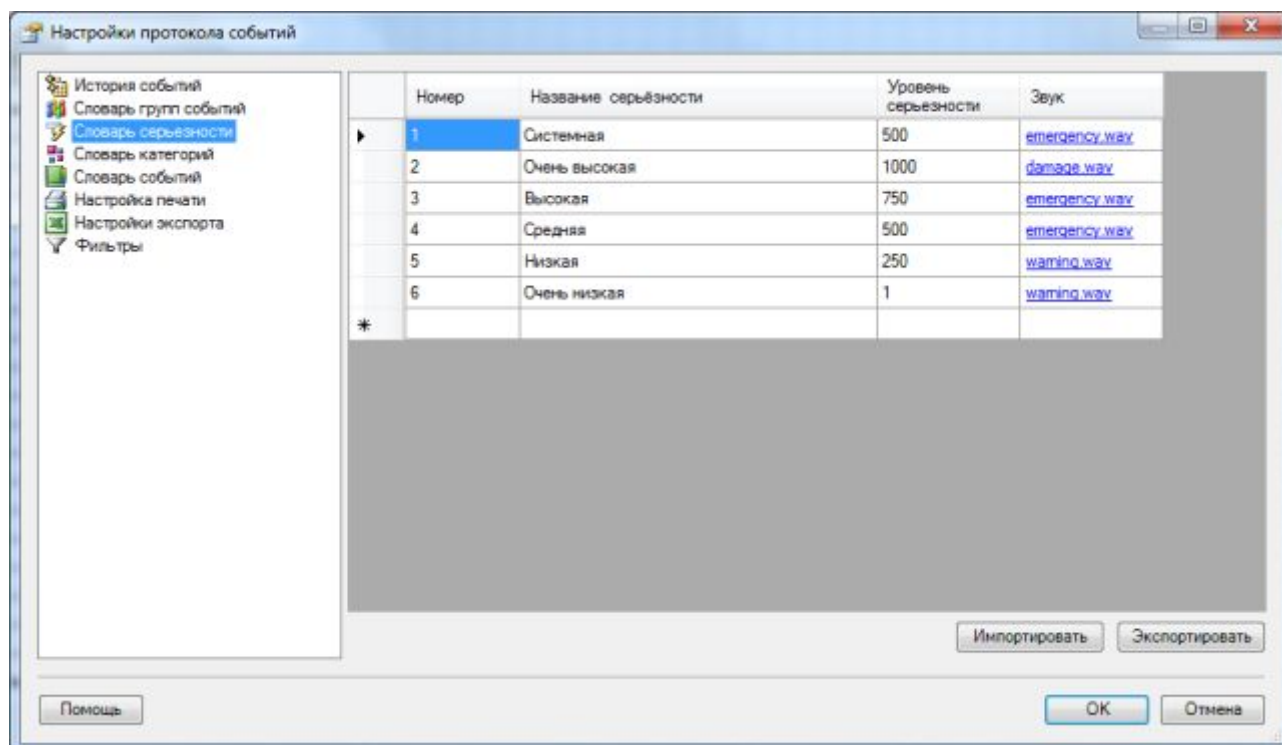 Настройки протокола событий
История событий
Словарь групп событий
Словарь серьезности
Словарь категорий
Словарь событий
Настройка печати
Настройки экспорта
Фильтры
Номер Название серьёзности Уровень серьезности Звук
1 Системная 500 emergency.wav
2 Очень высокая 1000 damage.wav
3 Высокая 750 emergency.wav
4 Средняя 500 emergency.wav
5 Низкая 250 warning.wav
6 Очень низкая 1 warning.wav
Импортировать Экспортировать
Помощь OK Отмена